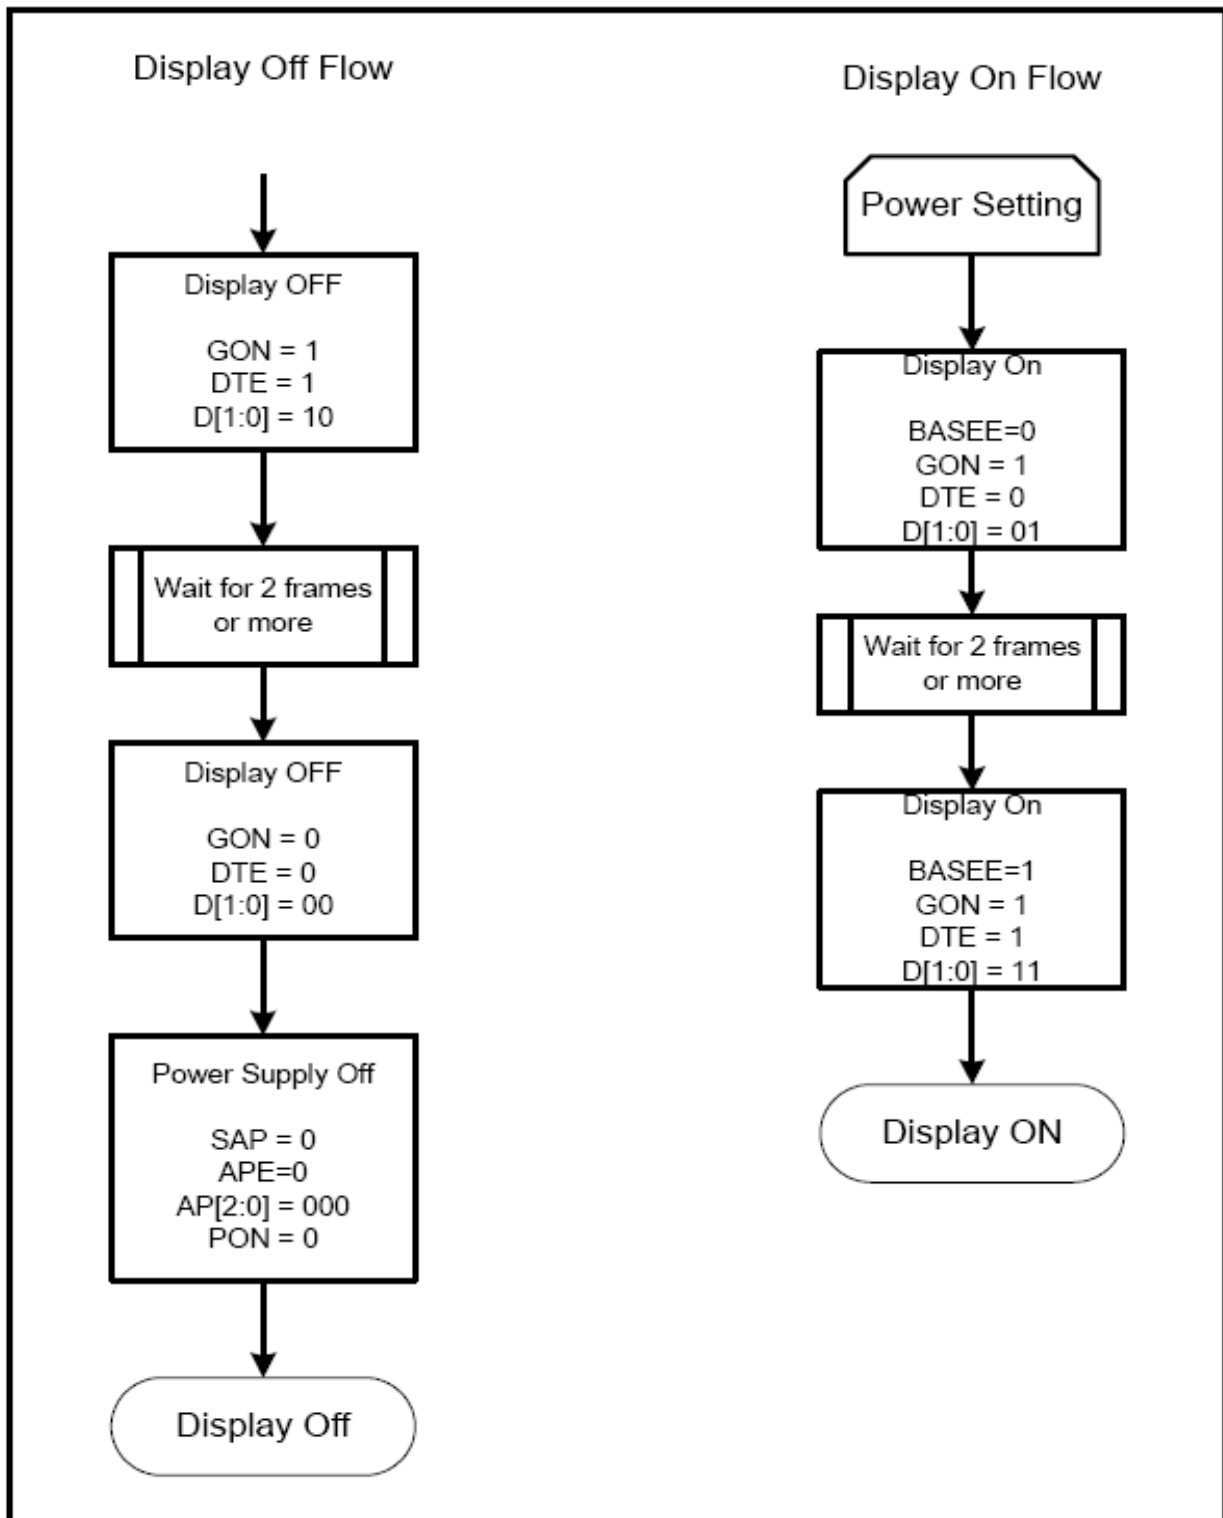 Display Off Flow
Display OFF
GON = 1
DTE = 1
D[1:0] = 10
Wait for 2 frames
or more
Display OFF
GON = 0
DTE = 0
D[1:0] = 00
Power Supply Off
SAP = 0
APE=0
AP[2:0] = 000
PON = 0
Display Off
Display On Flow
Power Setting
Display On
BASEE=0
GON = 1
DTE = 0
D[1:0] = 01
Wait for 2 frames
or more
Display On
BASEE=1
GON = 1
DTE = 1
D[1:0] = 11
Display ON